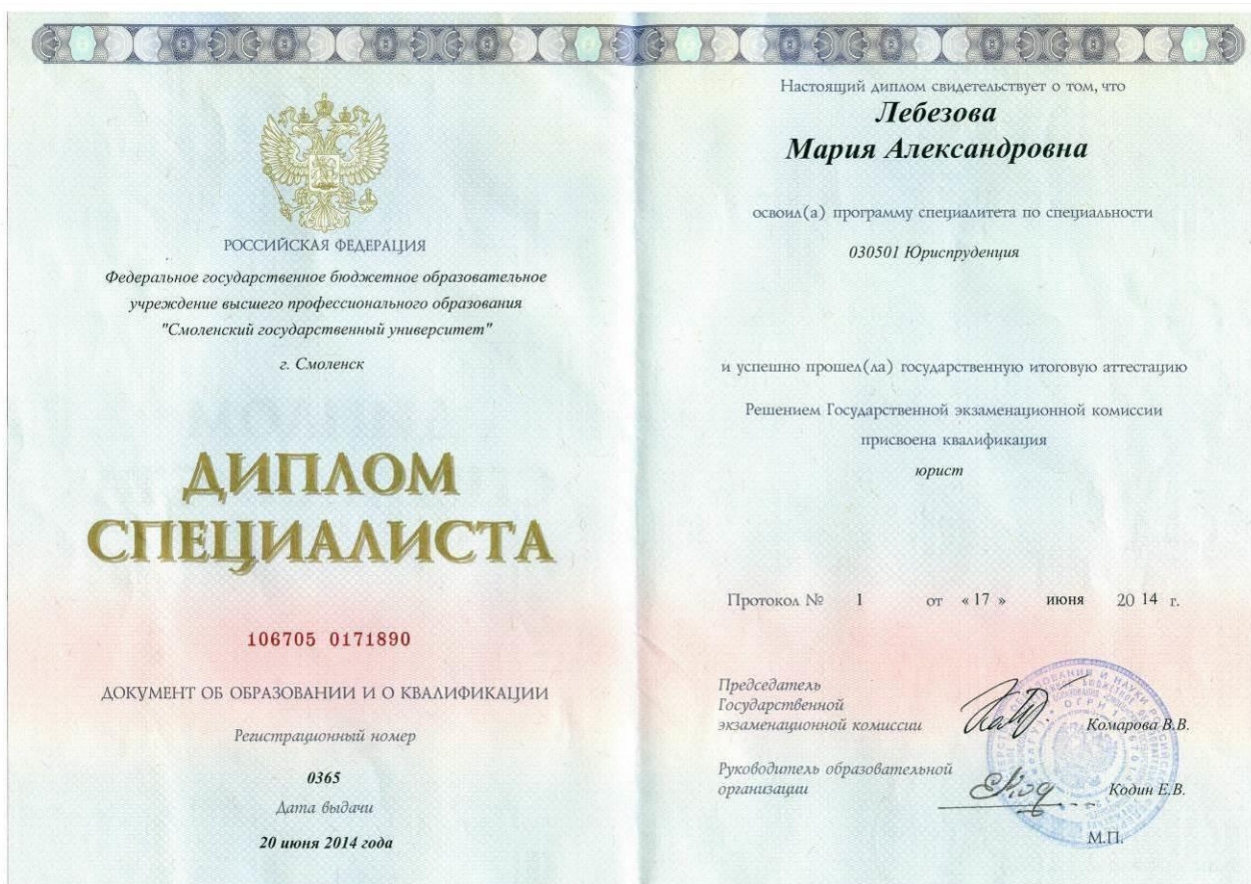 РОССИЙСКАЯ ФЕДЕРАЦИЯ
Федеральное государственное бюджетное образовательное
учреждение высшего профессионального образования
"Смоленский государственный университет"
г. Смоленск
ДИПЛОМ
СПЕЦИАЛИСТА
106705 0171890
ДОКУМЕНТ ОБ ОБРАЗОВАНИИ И О КВАЛИФИКАЦИИ
Регистрационный номер
0365
Дата выдачи
20 июня 2014 года
Настоящий диплом свидетельствует о том, что
Лебезова
Мария Александровна
освоил(а) программу специалитета по специальности
030501 Юриспруденция
и успешно прошел(ла) государственную итоговую аттестацию
Решением Государственной экзаменационной комиссии
присвоена квалификация
юрист
Протокол № 1 от «17» июня 2014 г.
Председатель
Государственной
экзаменационной комиссии Комарова В.В.
Руководитель образовательной
организации Кодин Е.В.
М.П.